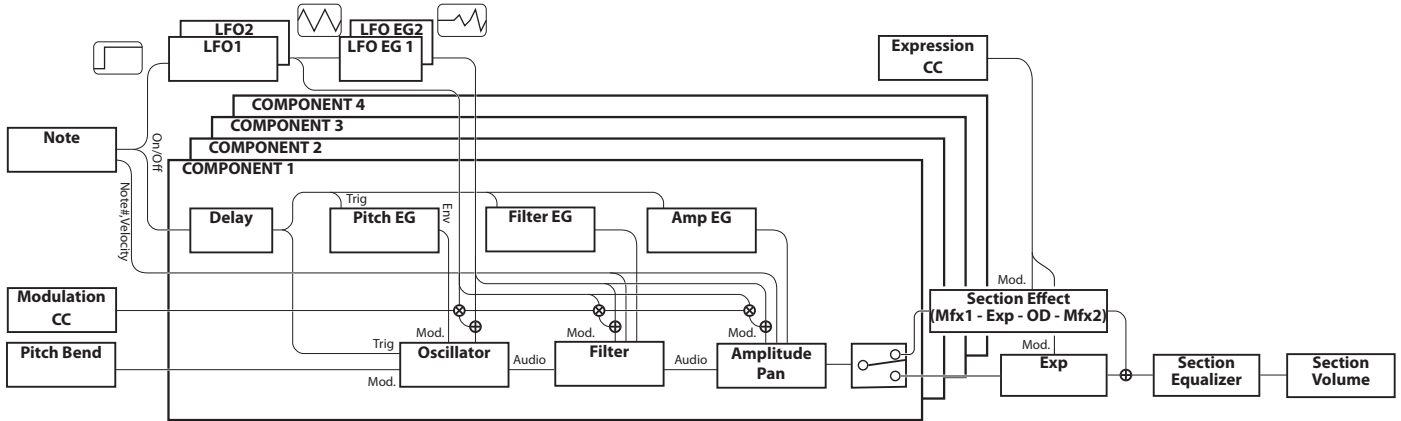 LFO2
LFO1
LFO EG2
LFO EG 1
Expression
CC
COMPONENT 4
COMPONENT 3
COMPONENT 2
COMPONENT 1
Note
On/Off
Note#,Velocity
Trig
Env
Delay
Pitch EG
Filter EG
Amp EG
Modulation
CC
Mod.
Section Effect
(Mfx1 - Exp - OD - Mfx2)
Mod.
Mod.
Mod.
Mod.
Pitch Bend
Trig
Mod.
Oscillator
Audio
Filter
Audio
Amplitude
Pan
Exp
Section
Equalizer
Section
Volume